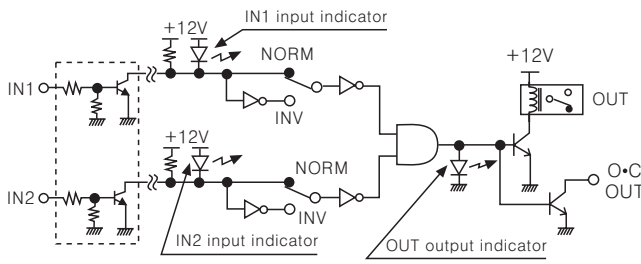 +12V
IN1 input indicator
NORM
+12V
IN1
OUT
INV
+12V
NORM
O•C
OUT
IN2
INV
IN2 input indicator
OUT output indicator